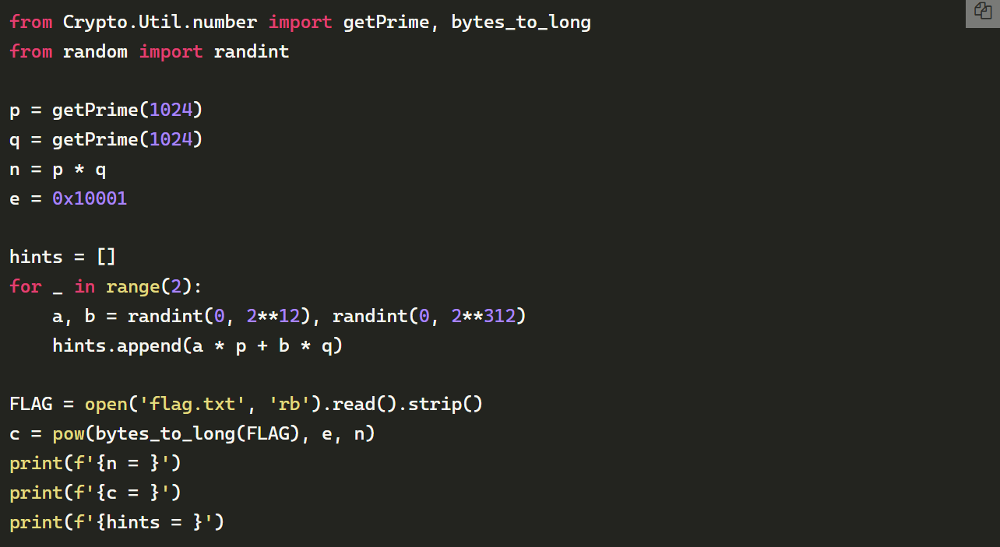 from Crypto.Util.number import getPrime, bytes_to_long
from random import randint
p = getPrime(1024)
q = getPrime(1024)
n = p * q
e = 0x10001
hints = []
for _ in range(2):
    a, b = randint(0, 2**12), randint(0, 2**312)
    hints.append(a * p + b * q)
FLAG = open('flag.txt', 'rb').read().strip()
c = pow(bytes_to_long(FLAG), e, n)
print(f'{n = }')
print(f'{c = }')
print(f'{hints = }')